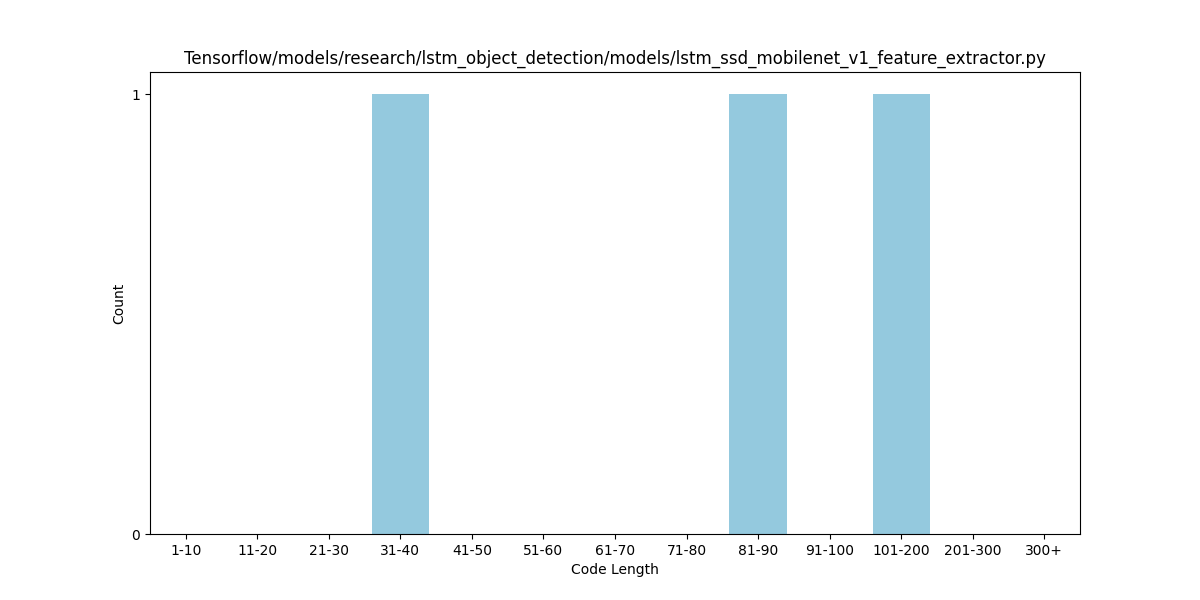 Tensorflow/models/research/lstm_object_detection/models/lstm_ssd_mobilenet_v1_feature_extractor.py
1
Count
0
1-10 11-20 21-30 31-40 41-50 51-60 61-70 71-80 81-90 91-100 101-200 201-300 300+
Code Length